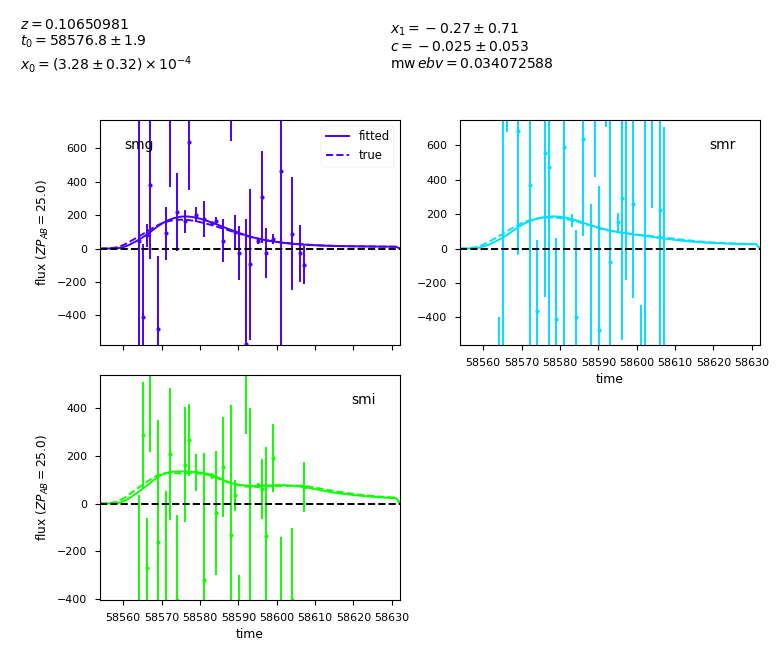 z = 0.10650981
t₀ = 58576.8 ± 1.9
x₀ = (3.28 ± 0.32) × 10⁻⁴
x₁ = −0.27 ± 0.71
c = −0.025 ± 0.053
mwebv = 0.034072588
smg
fitted
true
600
400
200
0
−200
−400
flux (ZP_AB = 25.0)
smr
600
400
200
0
−200
−400
58560 58570 58580 58590 58600 58610 58620 58630
time
smi
400
200
0
−200
−400
flux (ZP_AB = 25.0)
58560 58570 58580 58590 58600 58610 58620 58630
time